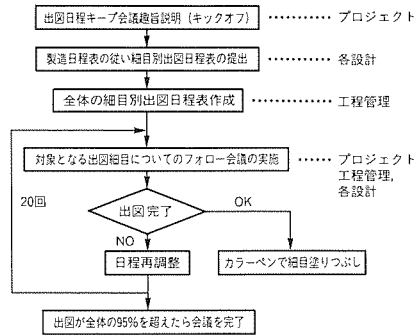 出図日程キープ会議趣旨説明（キックオフ） ………… プロジェクト
製造日程表の従い細目別出図日程表の提出 ………… 各設計
全体の細目別出図日程表作成 ………… 工程管理
対象となる出図細目についてのフォロー会議の実施 ……… プロジェクト
工程管理,
各設計
20回
出図完了
OK
NO
日程再調整
カラーペンで細目塗りつぶし
出図が全体の95%を超えたら会議を完了